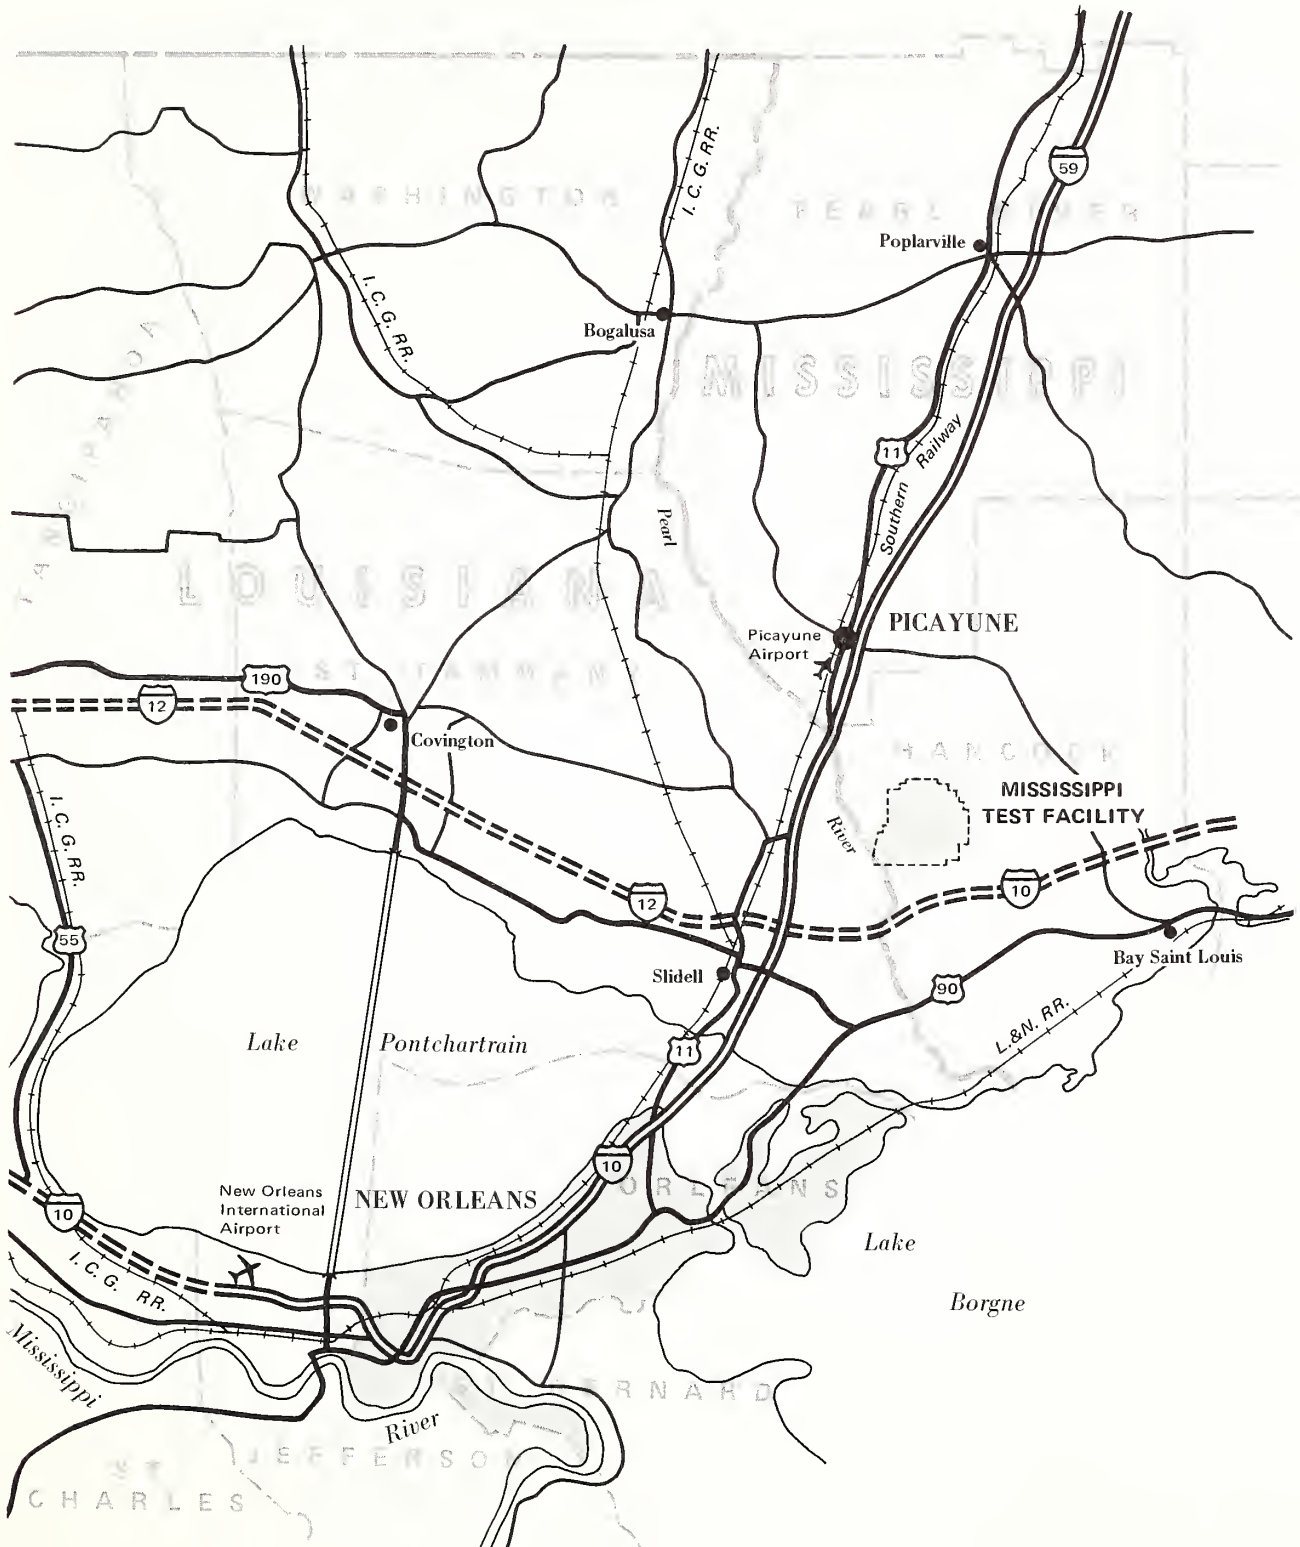 59
I. C. G. RR.
WASHINGTON
PEARL RIVER
Poplarville
I. C. G. RR.
Bogalusa
TANGIPAHOA
MISSISSIPPI
11
Southern Railway
Pearl
LOUISIANA
PICAYUNE
Picayune
Airport
ST. TAMMANY
190
12
Covington
HANCOCK
MISSISSIPPI
TEST FACILITY
I. C. G. RR.
River
12
10
55
Bay Saint Louis
Slidell
90
L.&N. RR.
Lake Pontchartrain
11
10
New Orleans
International
Airport
NEW ORLEANS
ORLEANS
10
Lake
Borgne
I. C. G. RR.
Mississippi
River
ST. BERNARD
JEFFERSON
ST
CHARLES